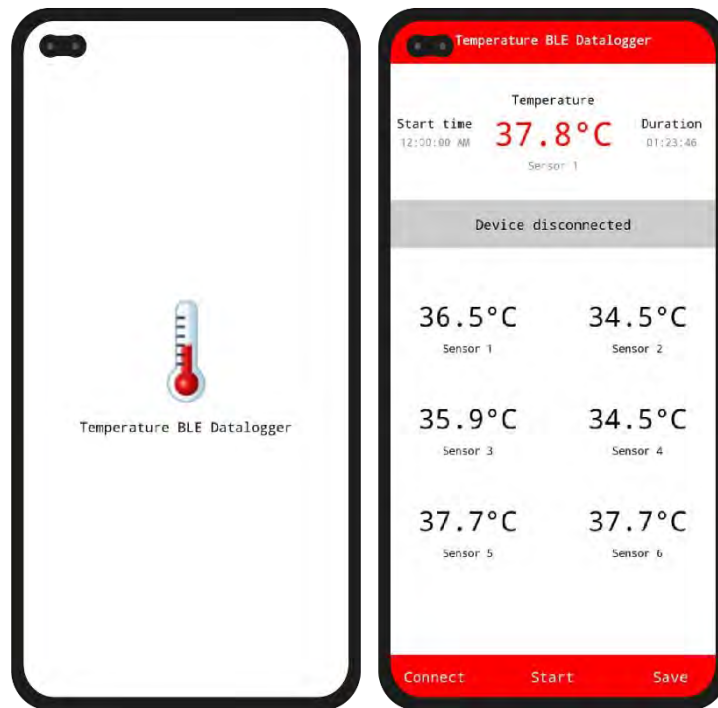 Temperature BLE Datalogger
Temperature BLE Datalogger
Temperature
Start time
37.8°C
Duration
12:00:00 AM
01:23:46
Sensor 1
Device disconnected
36.5°C
34.5°C
Sensor 1
Sensor 2
35.9°C
34.5°C
Sensor 3
Sensor 4
37.7°C
37.7°C
Sensor 5
Sensor 6
Connect
Start
Save